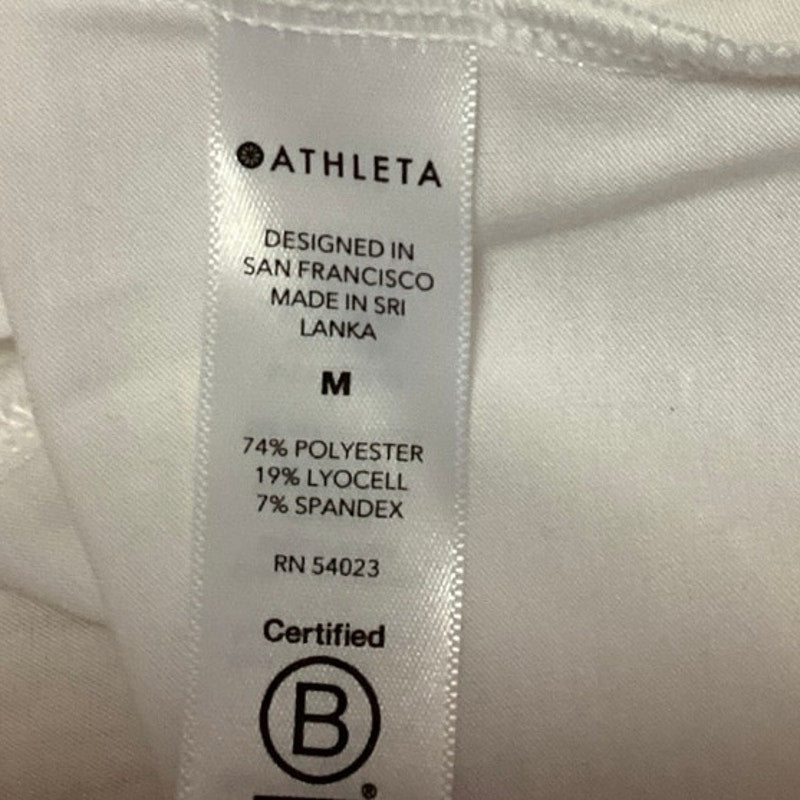 ATHLETA
DESIGNED IN
SAN FRANCISCO
MADE IN SRI
LANKA
M
74% POLYESTER
19% LYOCELL
7% SPANDEX
RN 54023
Certified
B
®